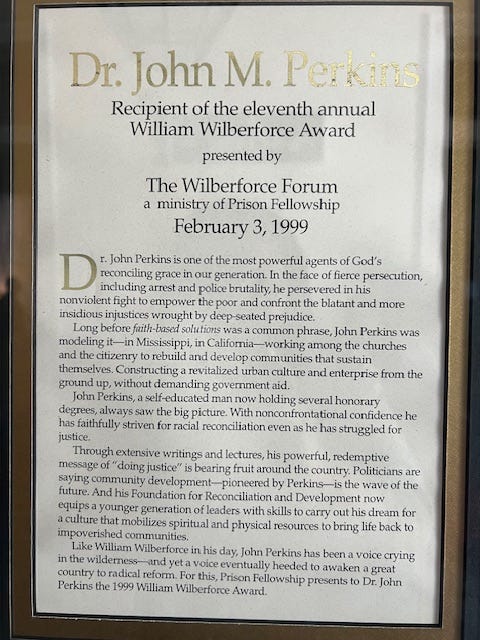 Dr. John M. Perkins
Recipient of the eleventh annual
William Wilberforce Award
presented by
The Wilberforce Forum
a ministry of Prison Fellowship
February 3, 1999
Dr. John Perkins is one of the most powerful agents of God's
reconciling grace in our generation. In the face of fierce persecution,
including arrest and police brutality, he persevered in his
nonviolent fight to empower the poor and confront the blatant and more
insidious injustices wrought by deep-seated prejudice.
Long before faith-based solutions was a common phrase, John Perkins was
modeling it—in Mississippi, in California—working among the churches
and the citizenry to rebuild and develop communities that sustain
themselves. Constructing a revitalized urban culture and enterprise from the
ground up, without demanding government aid.
John Perkins, a self-educated man now holding several honorary
degrees, always saw the big picture. With nonconfrontational confidence he
has faithfully striven for racial reconciliation even as he has struggled for
justice.
Through extensive writings and lectures, his powerful, redemptive
message of "doing justice" is bearing fruit around the country. Politicians are
saying community development—pioneered by Perkins—is the wave of the
future. And his Foundation for Reconciliation and Development now
equips a younger generation of leaders with skills to carry out his dream for
a culture that mobilizes spiritual and physical resources to bring life back to
impoverished communities.
Like William Wilberforce in his day, John Perkins has been a voice crying
in the wilderness—and yet a voice eventually heeded to awaken a great
country to radical reform. For this, Prison Fellowship presents to Dr. John
Perkins the 1999 William Wilberforce Award.